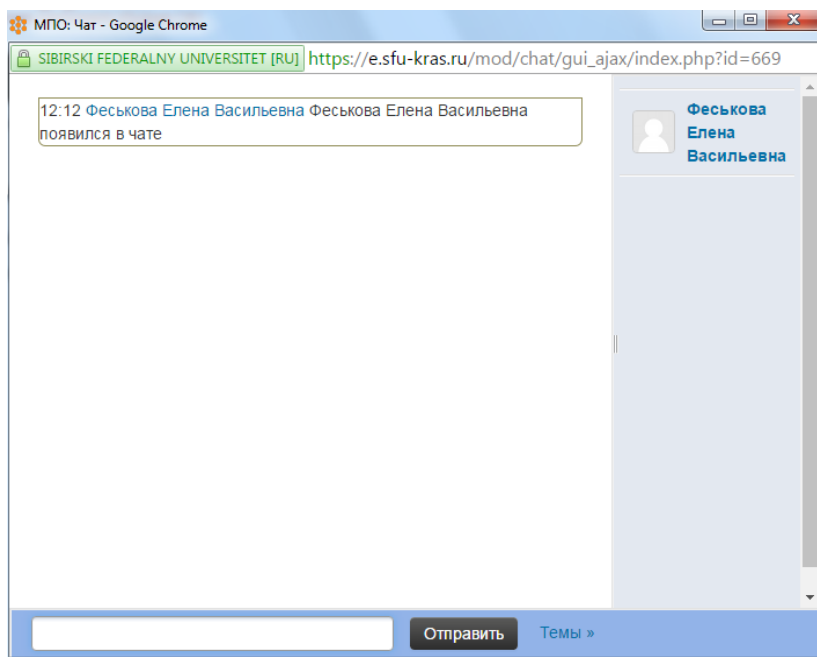 МПО: Чат - Google Chrome
SIBIRSKI FEDERALNY UNIVERSITET [RU] https://e.sfu-kras.ru/mod/chat/gui_ajax/index.php?id=669
12:12 Феськова Елена Васильевна Феськова Елена Васильевна
появился в чате
Феськова
Елена
Васильевна
Отправить Темы »